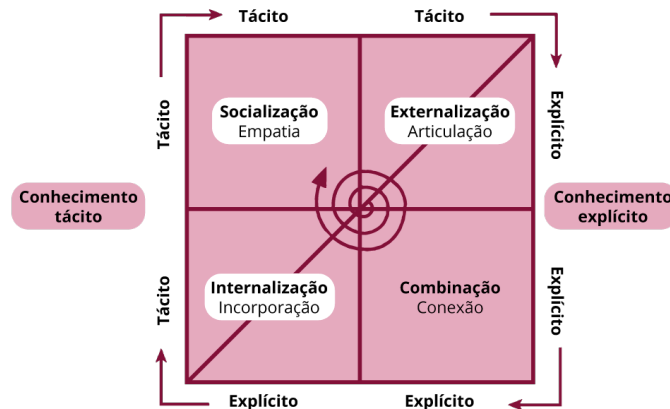 Tácito
Tácito
Tácito
Socialização
Empatia
Externalização
Articulação
Explícito
Conhecimento
tácito
Conhecimento
explícito
Tácito
Internalização
Incorporação
Combinação
Conexão
Explícito
Explícito
Explícito